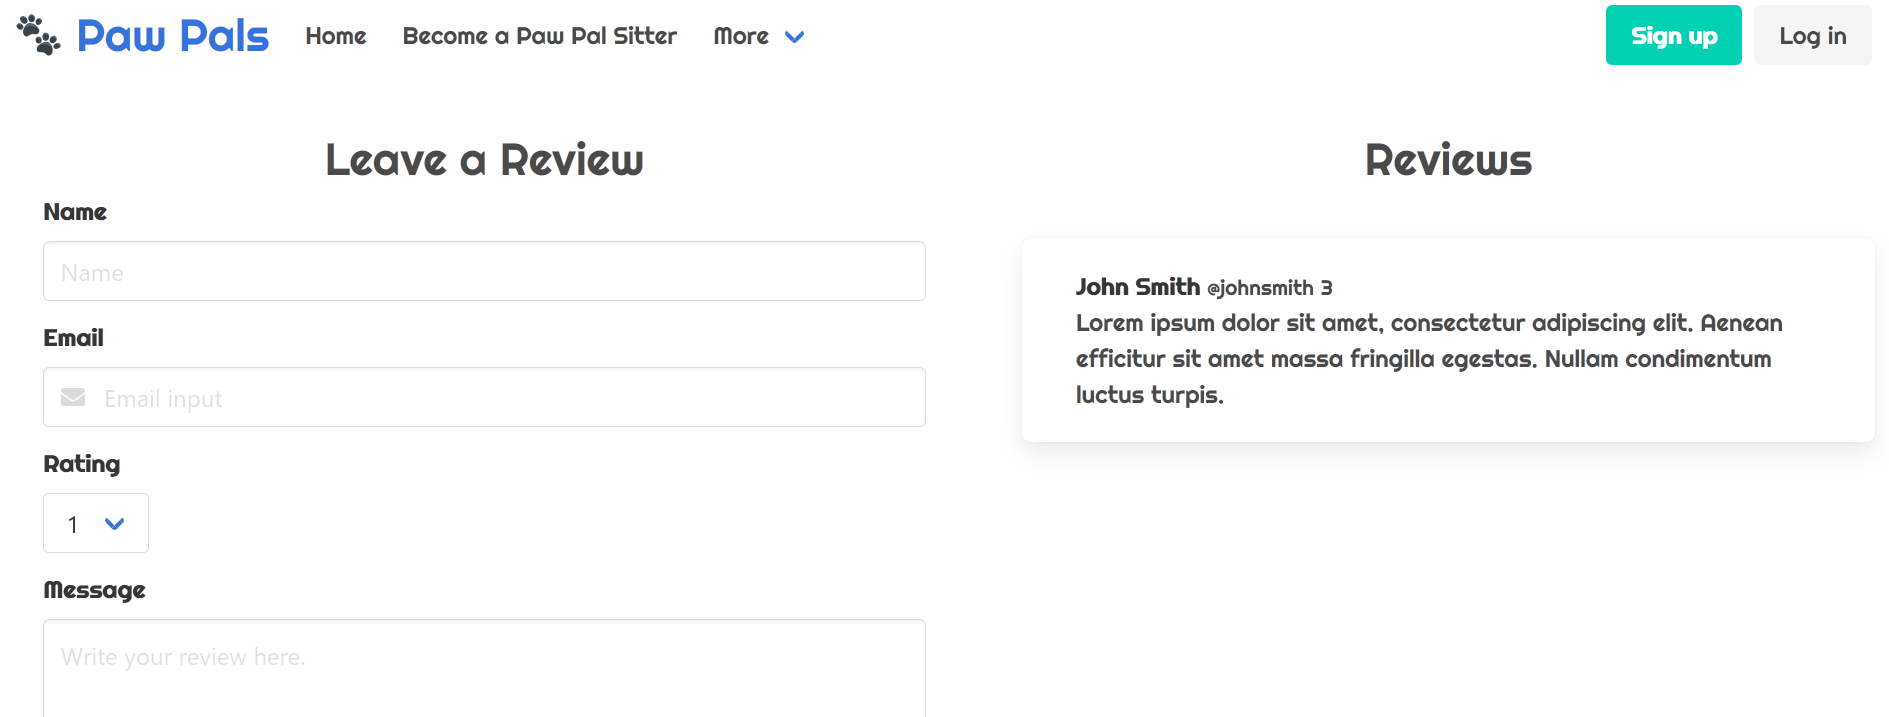 Paw Pals Home Become a Paw Pal Sitter More Sign up Log in
Leave a Review
Name
Name
Email
Email input
Rating
1
Message
Write your review here.
Reviews
John Smith @johnsmith 3
Lorem ipsum dolor sit amet, consectetur adipiscing elit. Aenean
efficitur sit amet massa fringilla egestas. Nullam condimentum
luctus turpis.